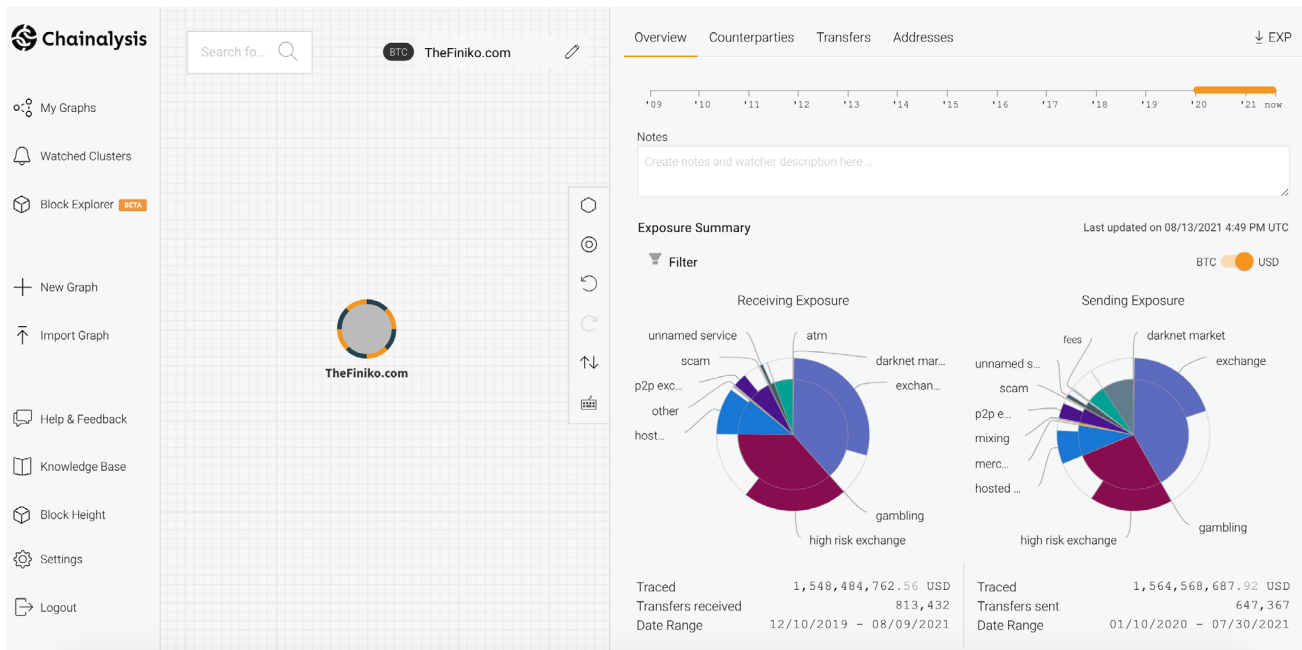 Chainalysis
My Graphs
Watched Clusters
Block Explorer BETA
New Graph
Import Graph
Help & Feedback
Knowledge Base
Block Height
Settings
Logout
Search fo...
BTC TheFiniko.com
TheFiniko.com
Overview Counterparties Transfers Addresses EXP
'09 '10 '11 '12 '13 '14 '15 '16 '17 '18 '19 '20 '21 now
Notes
Create notes and watcher description here ...
Exposure Summary Last updated on 08/13/2021 4:49 PM UTC
Filter BTC USD
Receiving Exposure
unnamed service
atm
scam
darknet mar...
p2p exc...
exchan...
other
host...
gambling
high risk exchange
Traced 1,548,484,762.56 USD
Transfers received 813,432
Date Range 12/10/2019 - 08/09/2021
Sending Exposure
fees
darknet market
unnamed s...
exchange
scam
p2p e...
mixing
merc...
hosted ...
gambling
high risk exchange
Traced 1,564,568,687.92 USD
Transfers sent 647,367
Date Range 01/10/2020 - 07/30/2021